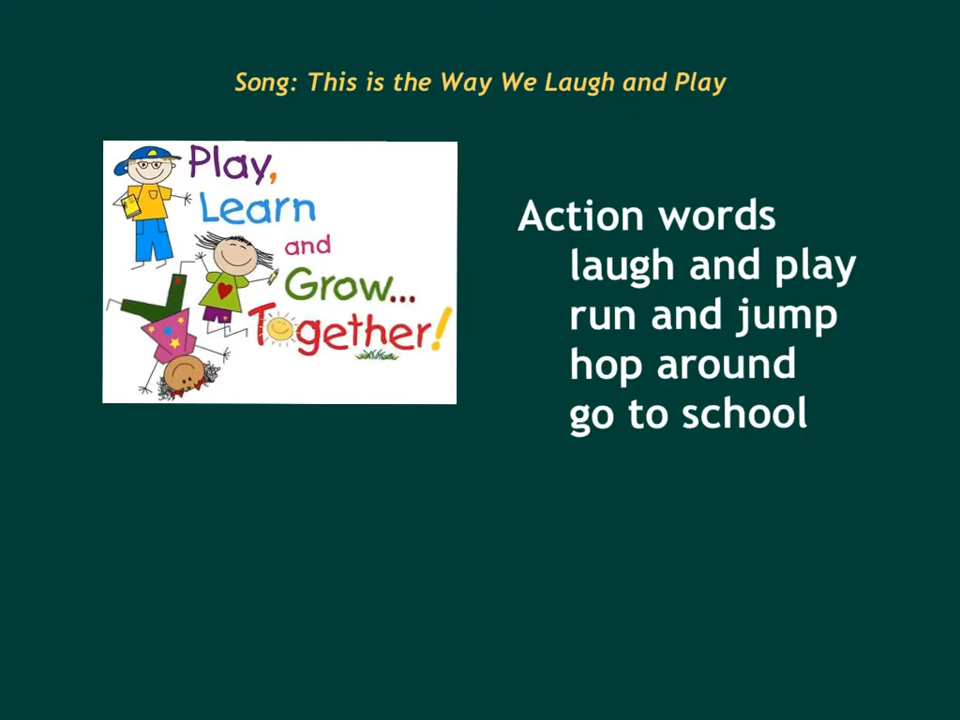 Song: This is the Way We Laugh and Play
Play,
Learn
and
Grow...
Together!
Action words
laugh and play
run and jump
hop around
go to school